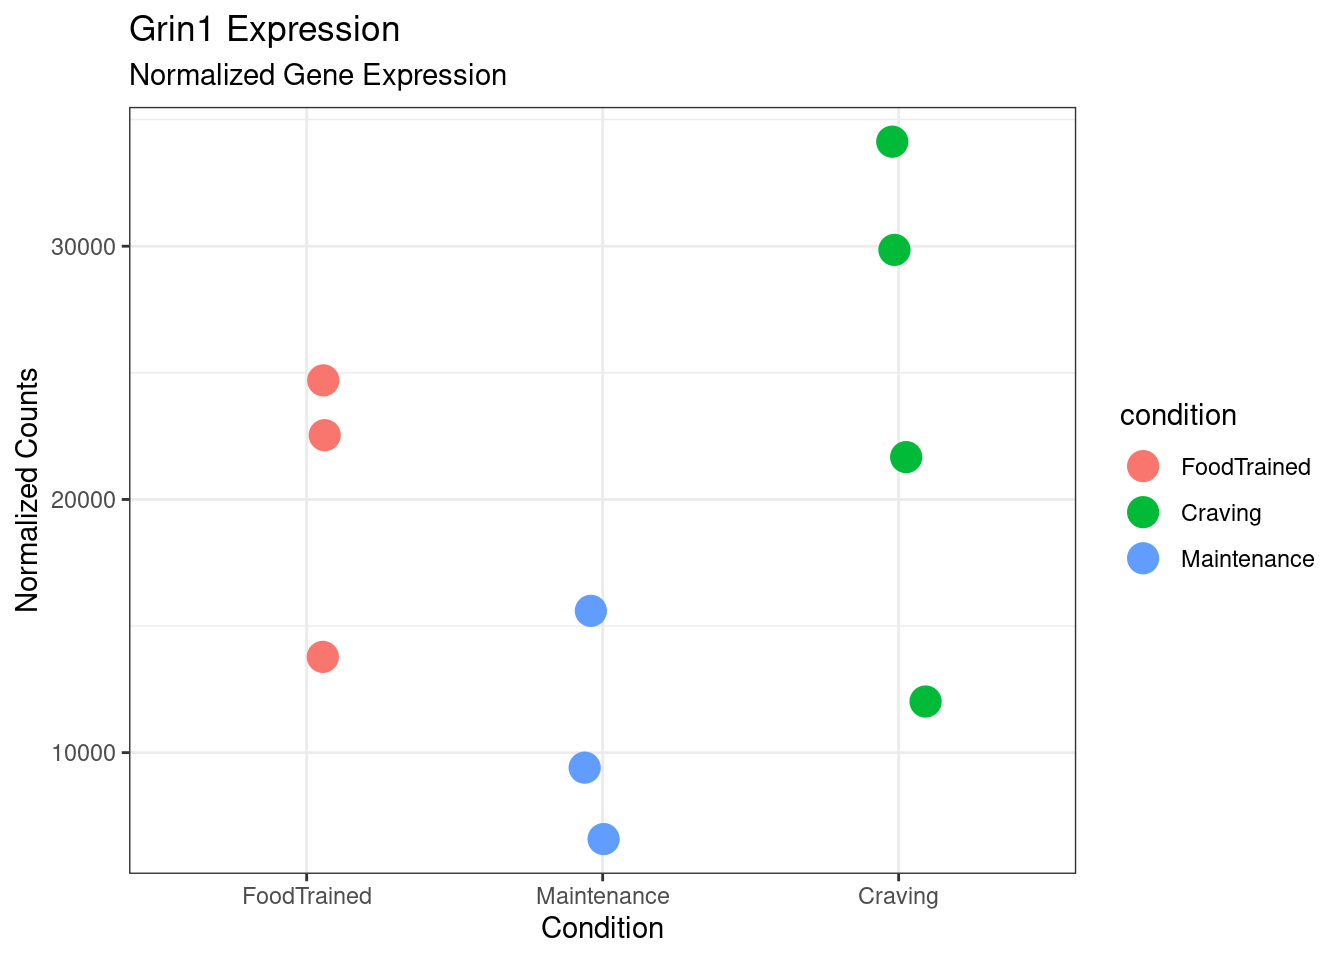 Grin1 Expression
Normalized Gene Expression
Normalized Counts
30000
20000
10000
FoodTrained
Maintenance
Craving
Condition
condition
FoodTrained
Craving
Maintenance